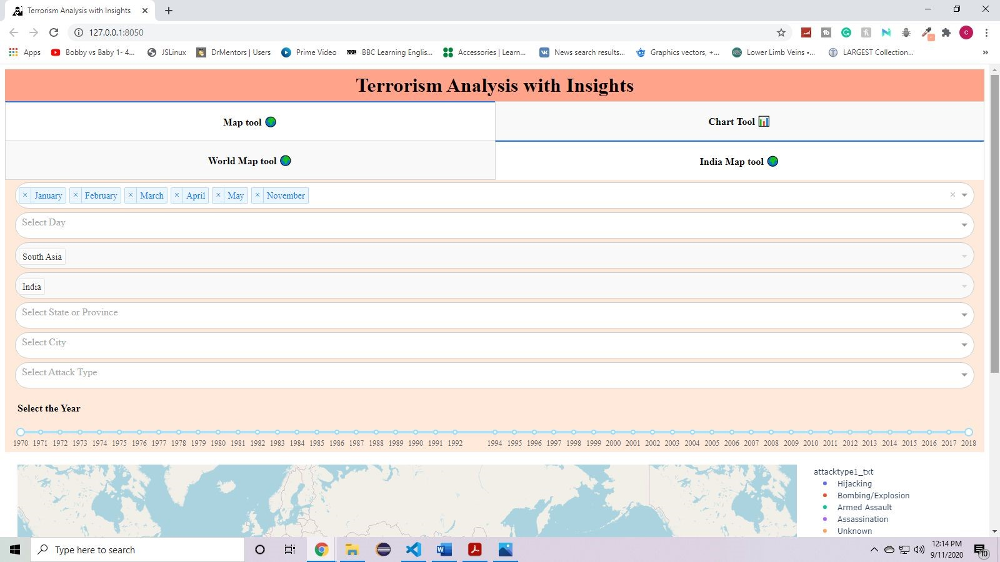 Terrorism Analysis with Insights
127.0.0.1:8050
C
Apps Bobby vs Baby 1- 4... JSLinux DrMentors | Users Prime Video BBC BBC Learning Englis... Accessories | Learn... News search results... Graphics vectors, +... Lower Limb Veins •... LARGEST Collection... »
Terrorism Analysis with Insights
Map tool Chart Tool
World Map tool India Map tool
× January × February × March × April × May × November
Select Day
South Asia
India
Select State or Province
Select City
Select Attack Type
Select the Year
1970 1971 1972 1973 1974 1975 1976 1977 1978 1979 1980 1981 1982 1983 1984 1985 1986 1987 1988 1989 1990 1991 1992 1994 1995 1996 1997 1998 1999 2000 2001 2002 2003 2004 2005 2006 2007 2008 2009 2010 2011 2012 2013 2014 2015 2016 2017 2018
attacktype1_txt
Hijacking
Bombing/Explosion
Armed Assault
Assassination
Unknown
Type here to search
12:14 PM
9/11/2020
10